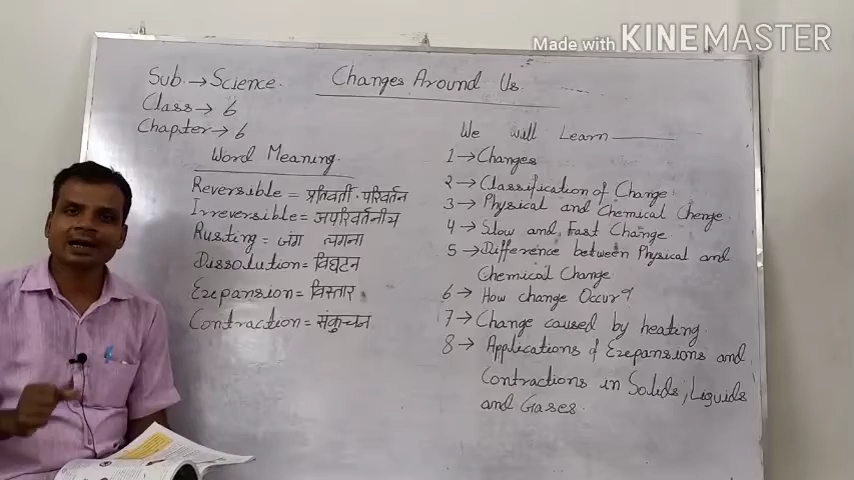 Made with KINEMASTER
Sub. → Science.
Changes Around Us.
Class → 6
Chapter → 6
Word Meaning.
Reversible = प्रतिवर्ती . परिवर्तन
Irreversible = अपरिवर्तनीय
Rusting = जंग लगना
Dissolution = विघटन
Exepansion = विस्तार
Contraction = संकुचन
We will Learn
1 → Changes
2 → Classification of Change
3 → Physical and Chemical Chenge
4 → Slow and Fast Change
5 → Difference between Physical and
Chemical Change
6 → How change Occur?
7 → Change caused by heating.
8 → Applications of Exepansions and
Contractions in Solids, Liquids
and Gases.